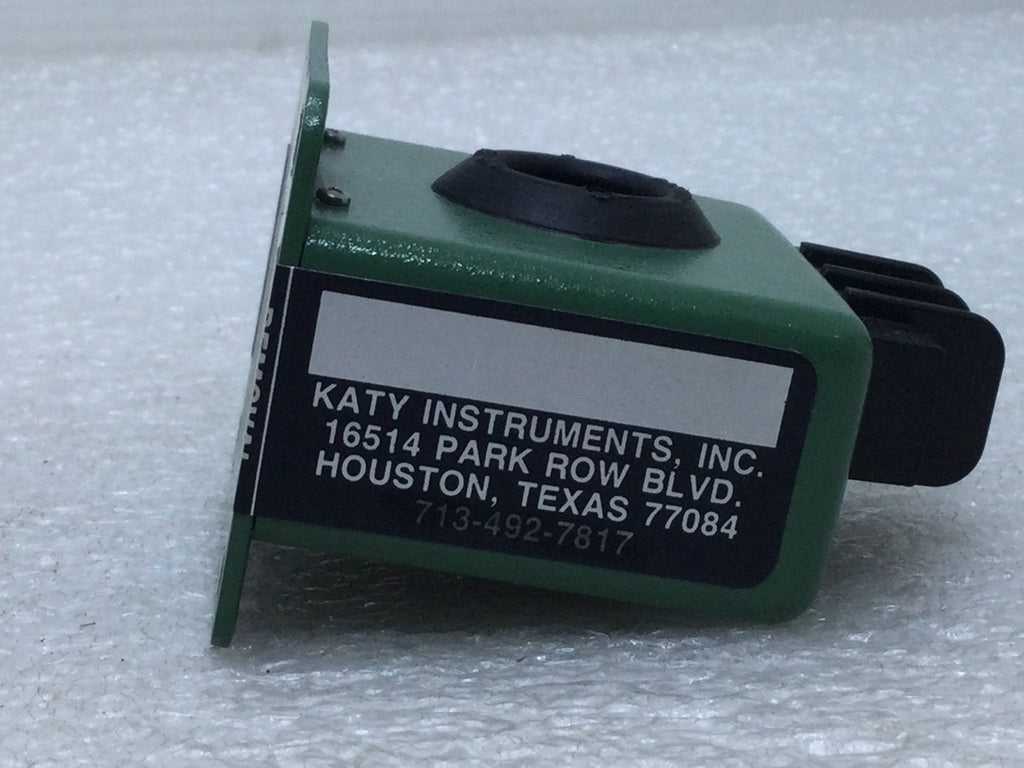 KATY INSTRUMENTS, INC.
16514 PARK ROW BLVD.
HOUSTON, TEXAS 77084
713-492-7817